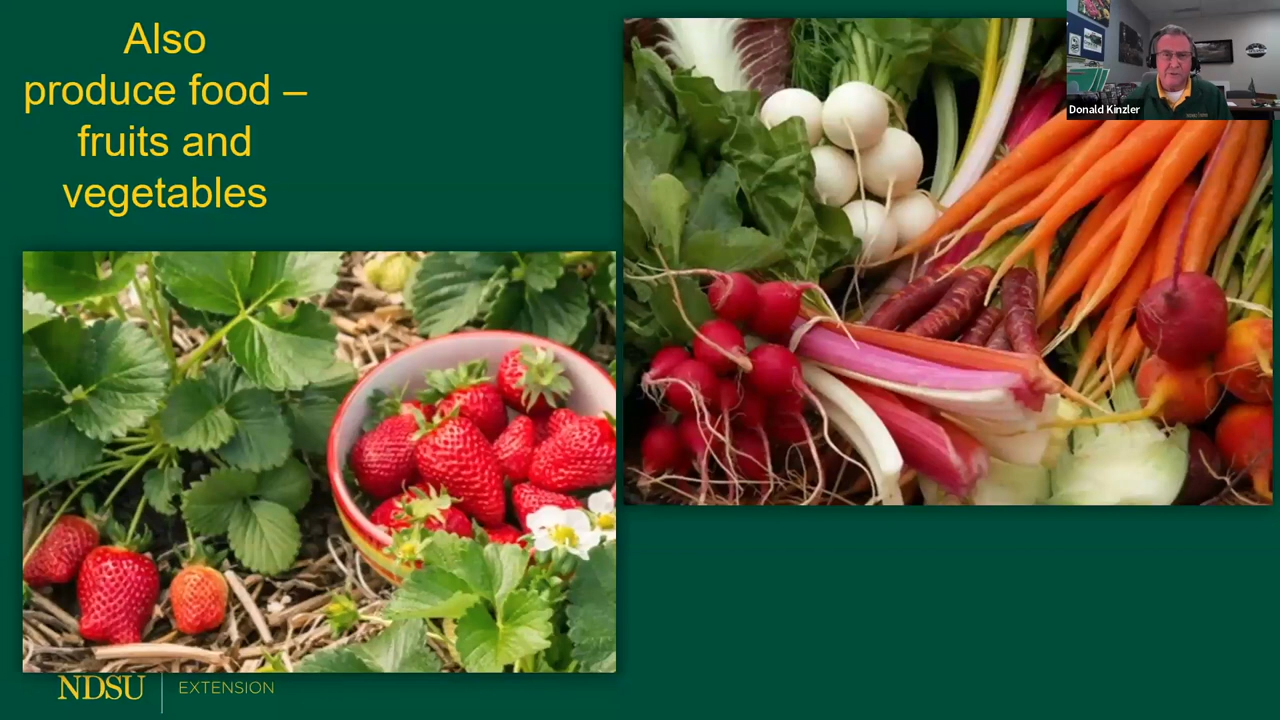 Also
produce food –
fruits and
vegetables
Donald Kinzler
NDSU
EXTENSION